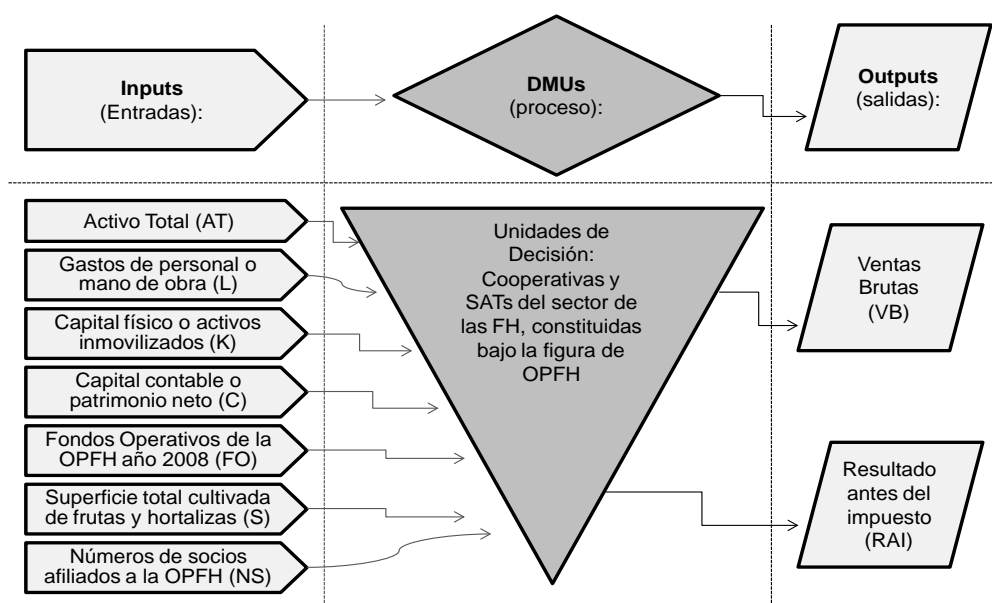 Inputs
(Entradas):
DMUs
(proceso):
Outputs
(salidas):
Activo Total (AT)
Gastos de personal o
mano de obra (L)
Capital físico o activos
inmovilizados (K)
Capital contable o
patrimonio neto (C)
Fondos Operativos de la
OPFH año 2008 (FO)
Superficie total cultivada
de frutas y hortalizas (S)
Números de socios
afiliados a la OPFH (NS)
Unidades de
Decisión:
Cooperativas y
SATs del sector de
las FH, constituidas
bajo la figura de
OPFH
Ventas
Brutas
(VB)
Resultado
antes del
impuesto
(RAI)